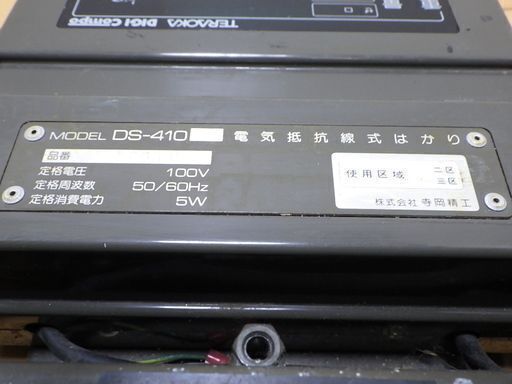 TERAOKA DIGI Compo
MODEL DS-410 電気抵抗線式はかり
品番
定格電圧 100V
定格周波数 50/60Hz
定格消費電力 5W
使用区域 二区
三区
株式会社 寺岡精工